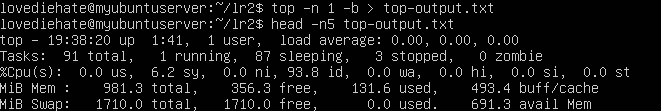 lovediehate@myubuntuserver:~/lr2$ top -n 1 -b > top-output.txt
lovediehate@myubuntuserver:~/lr2$ head -n5 top-output.txt
top - 19:38:20 up  1:41,  1 user,  load average: 0.00, 0.00, 0.00
Tasks:  91 total,   1 running,  87 sleeping,   3 stopped,   0 zombie
%Cpu(s):  0.0 us,  6.2 sy,  0.0 ni, 93.8 id,  0.0 wa,  0.0 hi,  0.0 si,  0.0 st
MiB Mem :    981.3 total,    356.3 free,    131.6 used,    493.4 buff/cache
MiB Swap:   1710.0 total,   1710.0 free,      0.0 used.    691.3 avail Mem